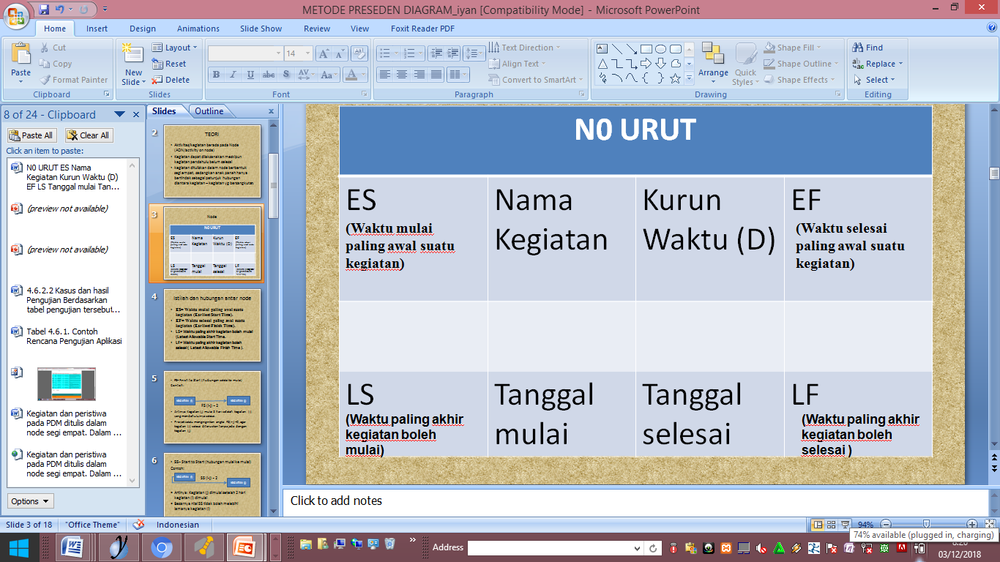 METODE PRESEDEN DIAGRAM_iyan [Compatibility Mode] - Microsoft PowerPoint
Home Insert Design Animations Slide Show Review View Foxit Reader PDF
Paste
Cut
Copy
Format Painter
Clipboard
New Slide
Layout
Reset
Delete
Slides
14
B I U abc S AV Aa A
Font
Text Direction
Align Text
Convert to SmartArt
Paragraph
Arrange
Quick Styles
Shape Fill
Shape Outline
Shape Effects
Drawing
Find
Replace
Select
Editing
8 of 24 - Clipboard
Paste All Clear All
Click an item to paste:
N0 URUT ES Nama
Kegiatan Kurun Waktu (D)
EF LS Tanggal mulai Tan...
(preview not available)
(preview not available)
4.6.2.2 Kasus dan hasil
Pengujian Berdasarkan
tabel pengujian tersebut...
Tabel 4.6.1. Contoh
Rencana Pengujian Aplikasi
Kegiatan dan peristiwa
pada PDM ditulis dalam
node segi empat. Dalam ...
Kegiatan dan peristiwa
pada PDM ditulis dalam
node segi empat. Dalam ...
Options
Slides Outline x
2
TEORI
• Aktivitas/kegiatan berada pada Node
(AON/activity on node)
• Kegiatan dapat dilaksanakan meskipun
kegiatan pendahulu belum selesai
• kegiatan dituliskan dalam node berbentuk
segi empat, sedangkan anak panah hanya
bertindak sebagai petunjuk hubungan
diantara kegiatan – kegiatan yg bersangkutan
3
Node
N0 URUT
ES Nama Kegiatan Kurun Waktu (D) EF
LS Tanggal mulai Tanggal selesai LF
4
Istilah dan hubungan antar node
• ES= Waktu mulai paling awal suatu
kegiatan (Earliest Start Time).
• EF= Waktu selesai paling awal suatu
kegiatan (Earliest Finish Time).
• LS= Waktu paling akhir kegiatan boleh mulai
(Latest Allowable Start Time.
• LF= Waktu paling akhir kegiatan boleh
selesai ( Latest Allowable Finish Time ).
5
FS (i-j) = 2
6
• SS= Start to Start (hubungan mulai ke mulai)
Contoh:
SS (i-j) = 2
• Artinya: Kegiatan (j) dimulai setelah 2 hari
kegiatan (i) dimulai
• Besarnya nilai SS tidak boleh melebihi
lamanya kegiatan (i)
N0 URUT
ES
(Waktu mulai
paling awal suatu
kegiatan)
Nama
Kegiatan
Kurun
Waktu (D)
EF
(Waktu selesai
paling awal suatu
kegiatan)
LS
(Waktu paling akhir
kegiatan boleh
mulai)
Tanggal
mulai
Tanggal
selesai
LF
(Waktu paling akhir
kegiatan boleh
selesai )
Click to add notes
Slide 3 of 18 "Office Theme" Indonesian 94%
74% available (plugged in, charging)
Address
03/12/2018